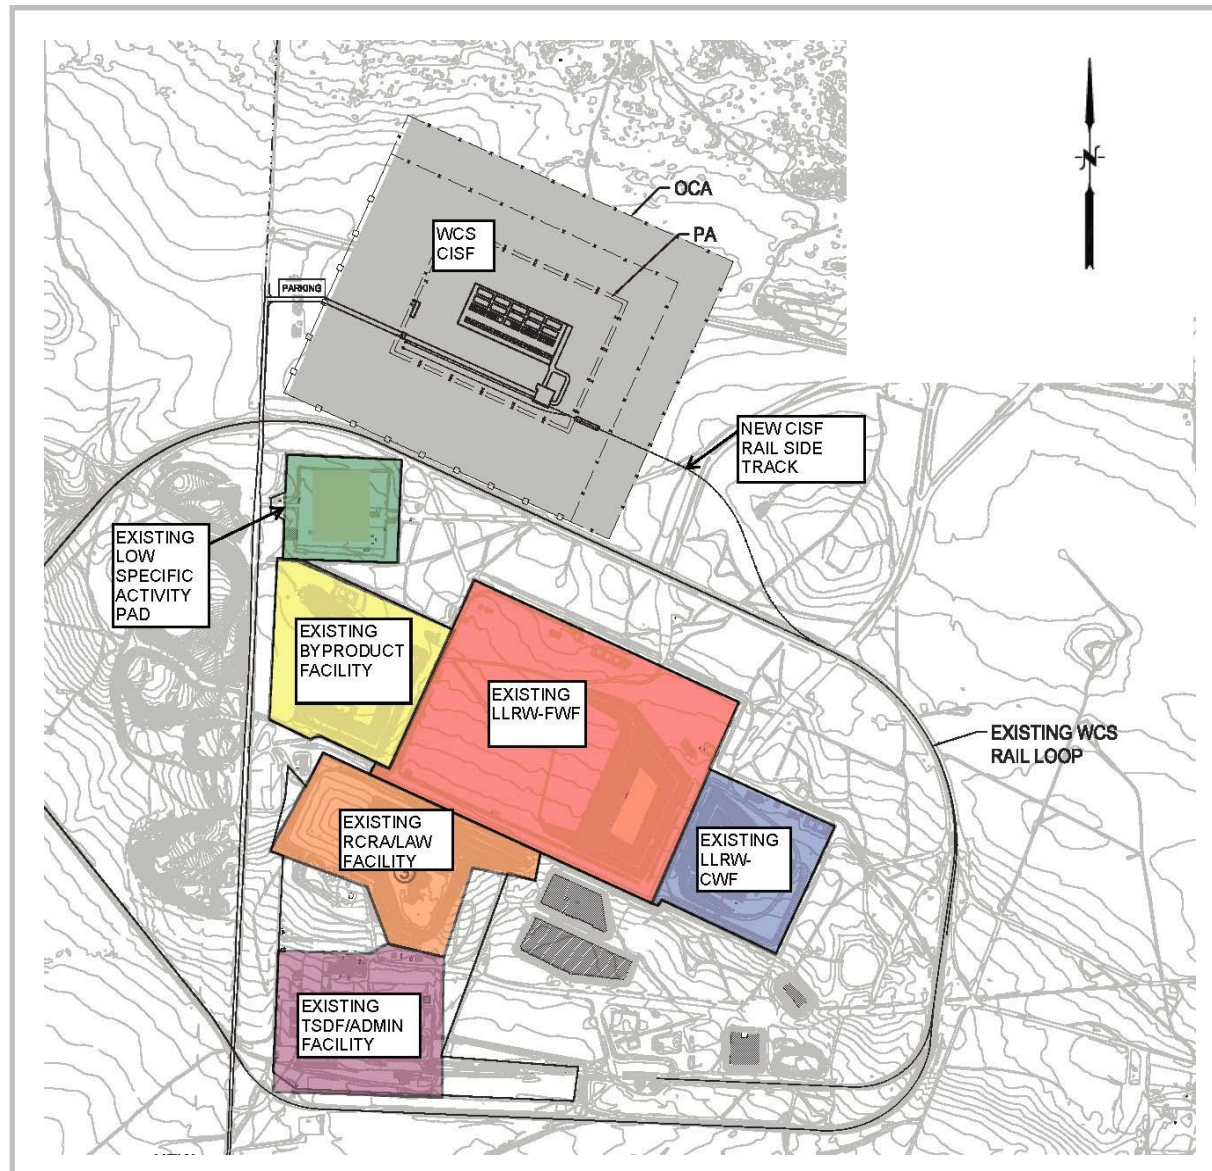 N
OCA
WCS
CISF
PA
PARKING
NEW CISF
RAIL SIDE
TRACK
EXISTING
LOW
SPECIFIC
ACTIVITY
PAD
EXISTING
BYPRODUCT
FACILITY
EXISTING
LLRW-FWF
EXISTING WCS
RAIL LOOP
EXISTING
RCRA/LAW
FACILITY
EXISTING
LLRW-
CWF
EXISTING
TSDF/ADMIN
FACILITY